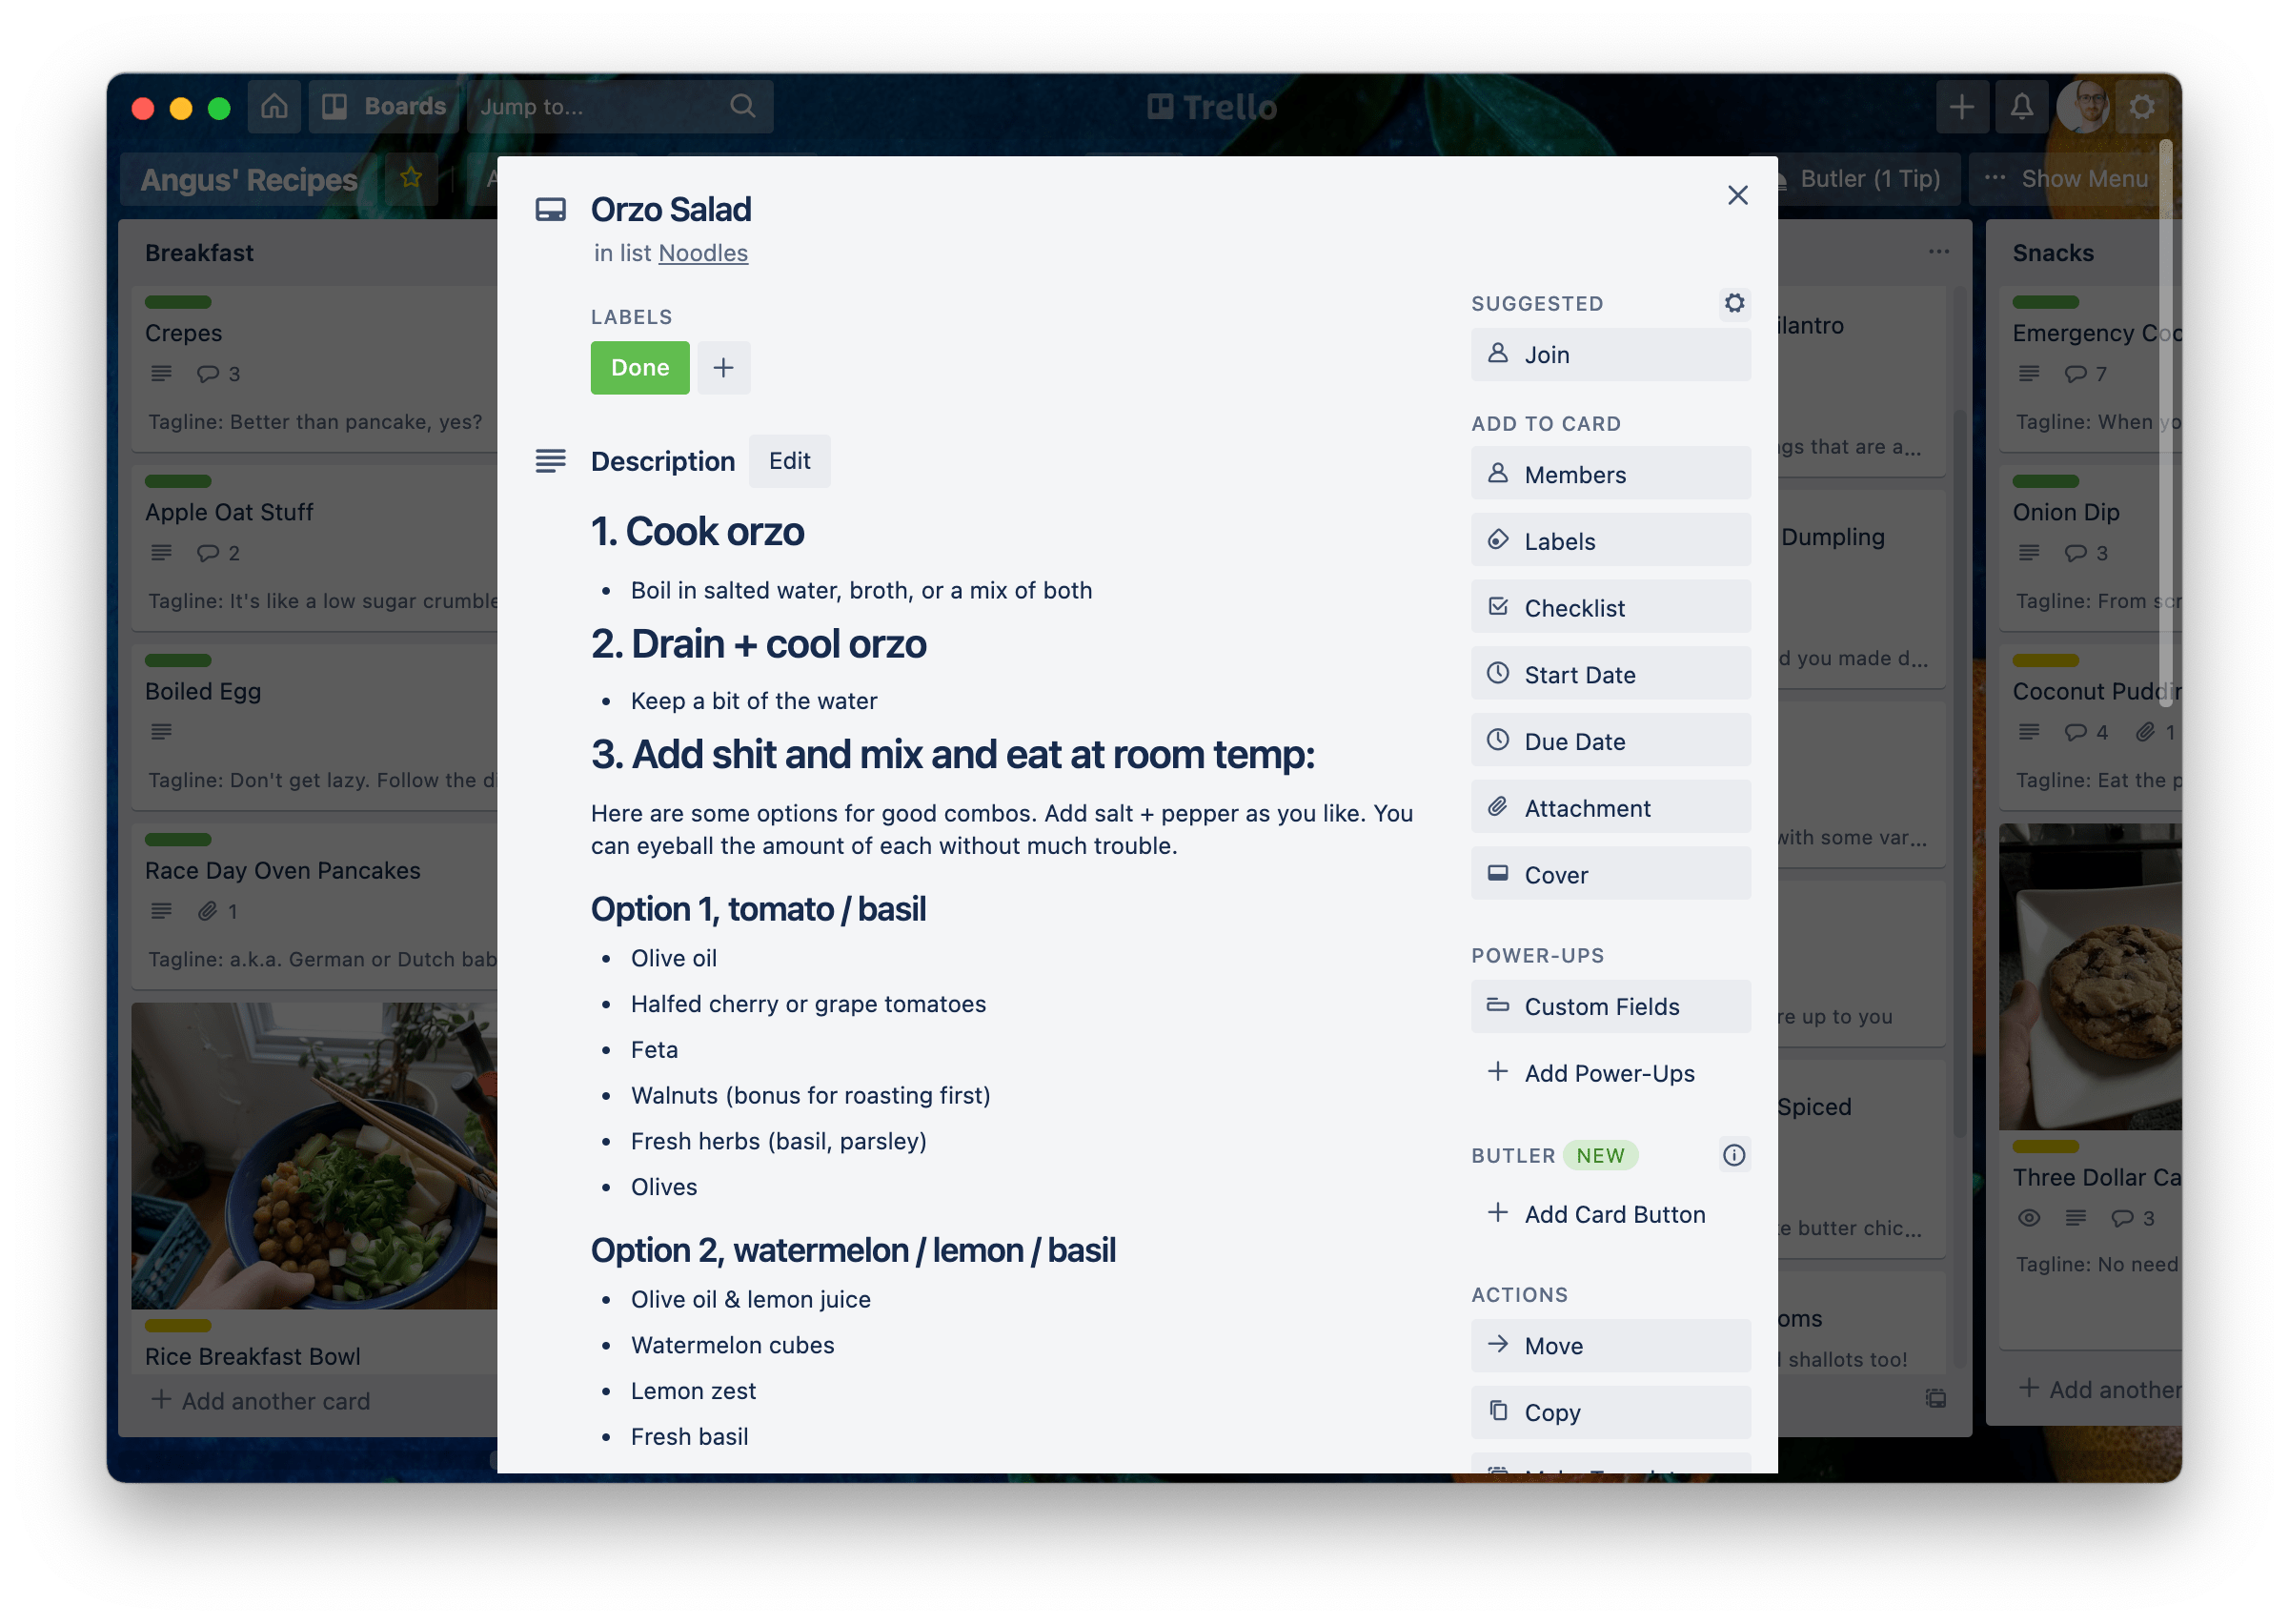 Boards
Jump to...
Trello
Angus' Recipes
Butler (1 Tip)
Show Menu
Breakfast
Crepes
3
Tagline: Better than pancake, yes?
Apple Oat Stuff
2
Tagline: It's like a low sugar crumble
Boiled Egg
Tagline: Don't get lazy. Follow the
Race Day Oven Pancakes
1
Tagline: a.k.a. German or Dutch
Rice Breakfast Bowl
Add another card
Orzo Salad
in list Noodles
LABELS
Done
Description
Edit
1. Cook orzo
• Boil in salted water, broth, or a mix of both
2. Drain + cool orzo
• Keep a bit of the water
3. Add shit and mix and eat at room temp:
Here are some options for good combos. Add salt + pepper as you like. You
can eyeball the amount of each without much trouble.
Option 1, tomato / basil
• Olive oil
• Halfed cherry or grape tomatoes
• Feta
• Walnuts (bonus for roasting first)
• Fresh herbs (basil, parsley)
• Olives
Option 2, watermelon / lemon / basil
• Olive oil & lemon juice
• Watermelon cubes
• Lemon zest
• Fresh basil
SUGGESTED
Join
ADD TO CARD
Members
Labels
Checklist
Start Date
Due Date
Attachment
Cover
POWER-UPS
Custom Fields
Add Power-Ups
BUTLER NEW
Add Card Button
ACTIONS
Move
Copy
that are a...
Dumpling
you made d...
with some var...
up to you
Spiced
butter chic...
shallots too!
Snacks
Emergency
7
Tagline: When
Onion Dip
3
Tagline: From
Coconut
4
1
Tagline: Eat the
Three Dollar
3
Tagline: No need
Add another